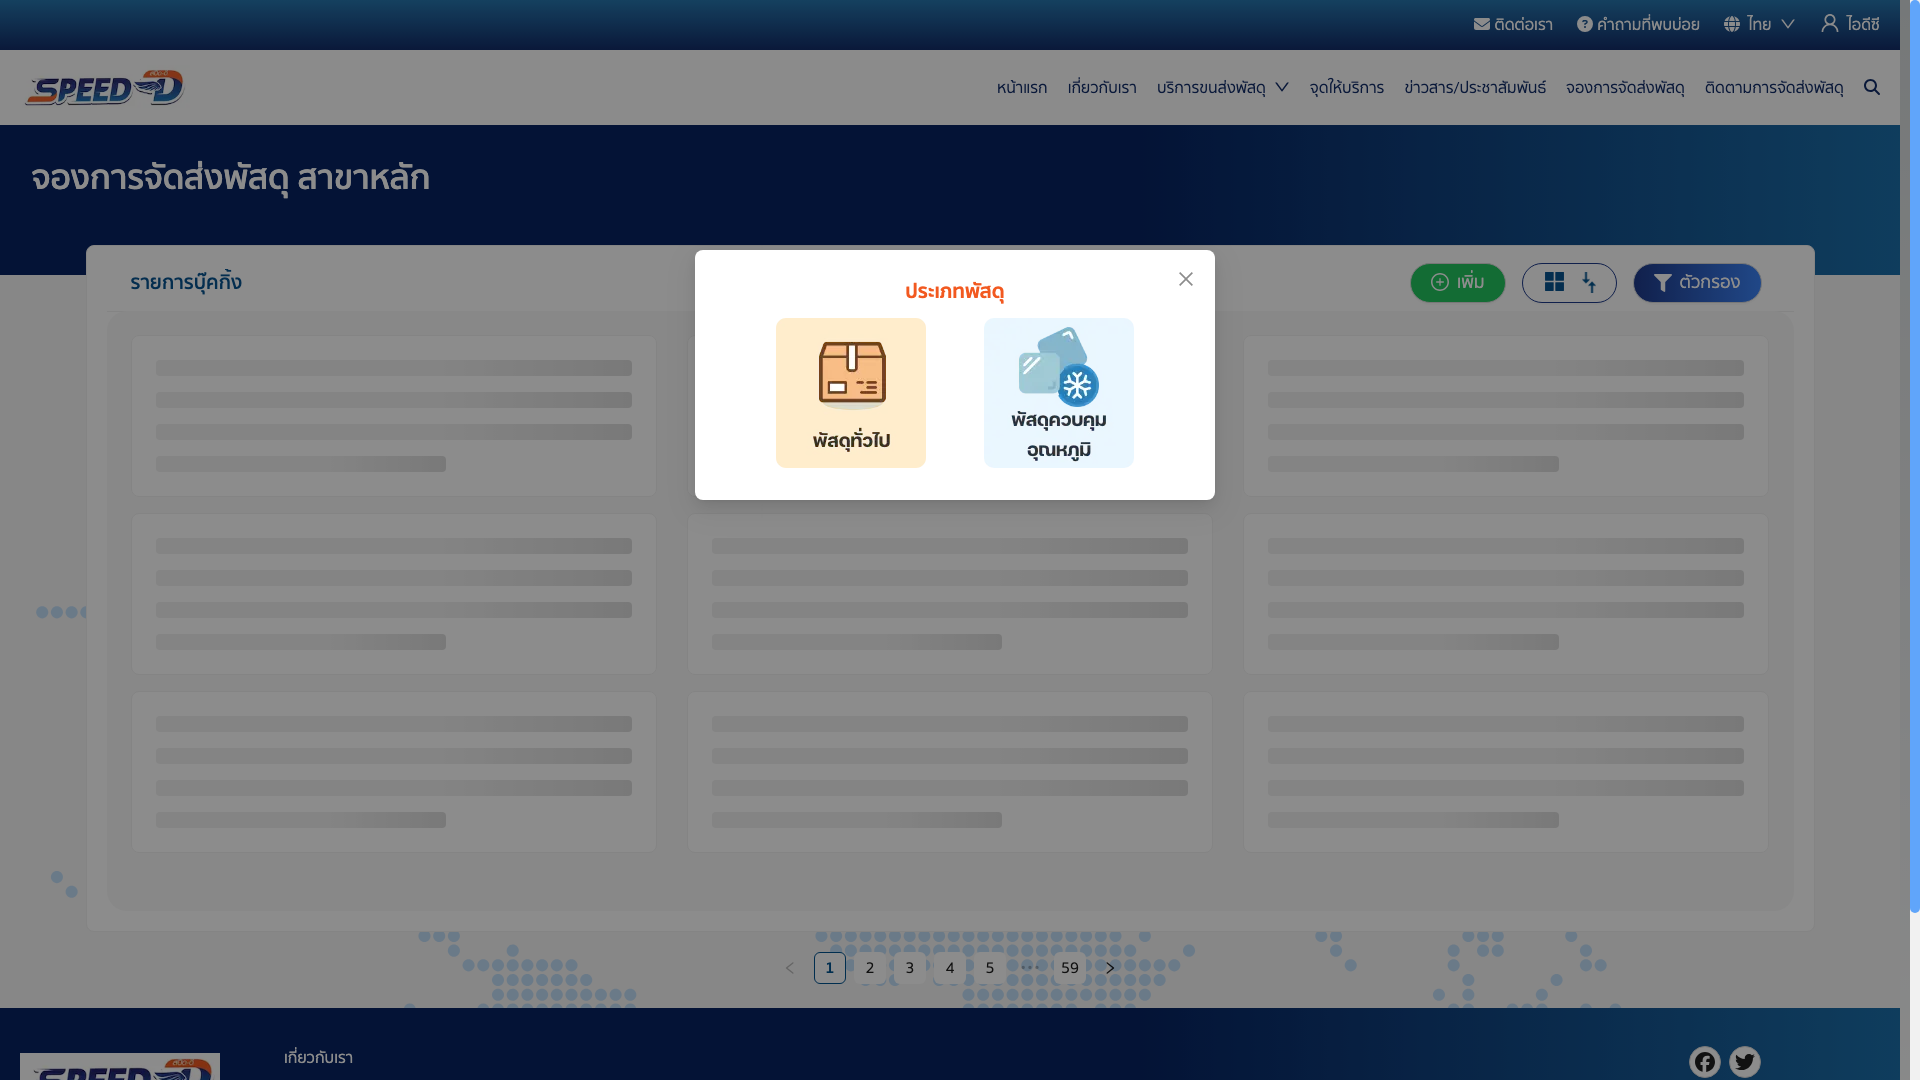 ติดต่อเรา
คำถามที่พบบ่อย
ไทย
ไอดีซี
SPEED D
หน้าแรก
เกี่ยวกับเรา
บริการขนส่งพัสดุ
จุดให้บริการ
ข่าวสาร/ประชาสัมพันธ์
จองการจัดส่งพัสดุ
ติดตามการจัดส่งพัสดุ
จองการจัดส่งพัสดุ สาขาหลัก
รายการบุ๊คกิ้ง
เพิ่ม
ตัวกรอง
ประเภทพัสดุ
พัสดุทั่วไป
พัสดุควบคุม
อุณหภูมิ
1 2 3 4 5 ••• 59
เกี่ยวกับเรา
SPEED D